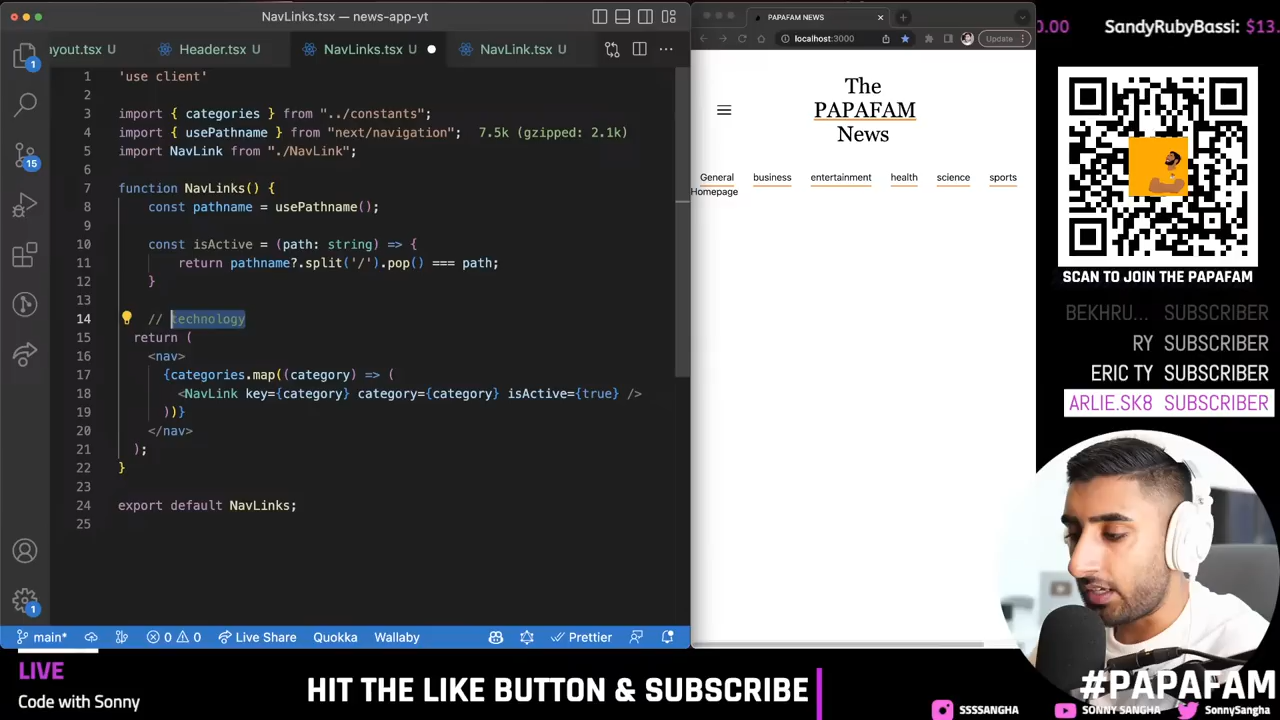 NavLinks.tsx — news-app-yt
ayout.tsx U
Header.tsx U
NavLinks.tsx U
NavLink.tsx U
1 'use client'
2
3 import { categories } from "../constants";
4 import { usePathname } from "next/navigation"; 7.5k (gzipped: 2.1k)
5 import NavLink from "./NavLink";
6
7 function NavLinks() {
8 const pathname = usePathname();
9
10 const isActive = (path: string) => {
11 return pathname?.split('/').pop() === path;
12 }
13
14 // technology
15 return (
16 <nav>
17 {categories.map((category) => (
18 <NavLink key={category} category={category} isActive={true} />
19 ))}
20 </nav>
21 );
22 }
23
24 export default NavLinks;
25
1
15
1
main*
0 0
Live Share
Quokka
Wallaby
Prettier
PAPAFAM NEWS
localhost:3000
Update
The
PAPAFAM
News
General business entertainment health science sports
Homepage
0.00 SandyRubyBassi: $13.
SCAN TO JOIN THE PAPAFAM
BEKHRU... SUBSCRIBER
RY SUBSCRIBER
ERIC TY SUBSCRIBER
ARLIE.SK8 SUBSCRIBER
LIVE
Code with Sonny
HIT THE LIKE BUTTON & SUBSCRIBE
#PAPAFAM
SSSSANGHA
SONNY SANGHA
SonnySangha